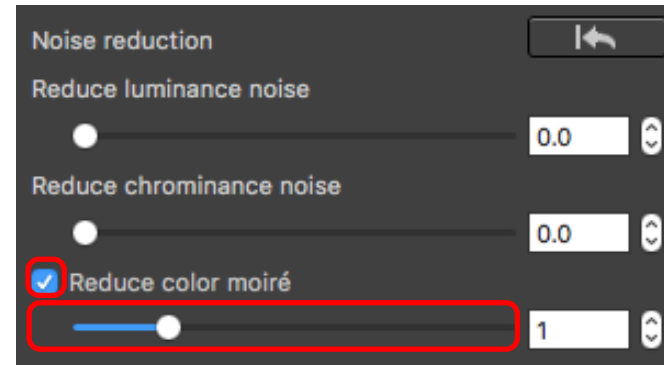 Noise reduction
Reduce luminance noise
0.0
Reduce chrominance noise
0.0
Reduce color moiré
1